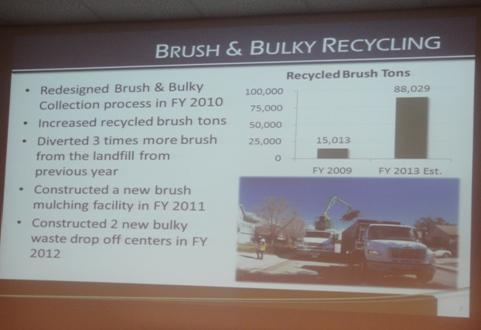 BRUSH & BULKY RECYCLING
• Redesigned Brush & Bulky
Collection process in FY 2010
• Increased recycled brush tons
• Diverted 3 times more brush
from the landfill from
previous year
• Constructed a new brush
mulching facility in FY 2011
• Constructed 2 new bulky
waste drop off centers in FY
2012
Recycled Brush Tons
100,000
75,000
50,000
25,000
0
15,013
88,029
FY 2009
FY 2013 Est.